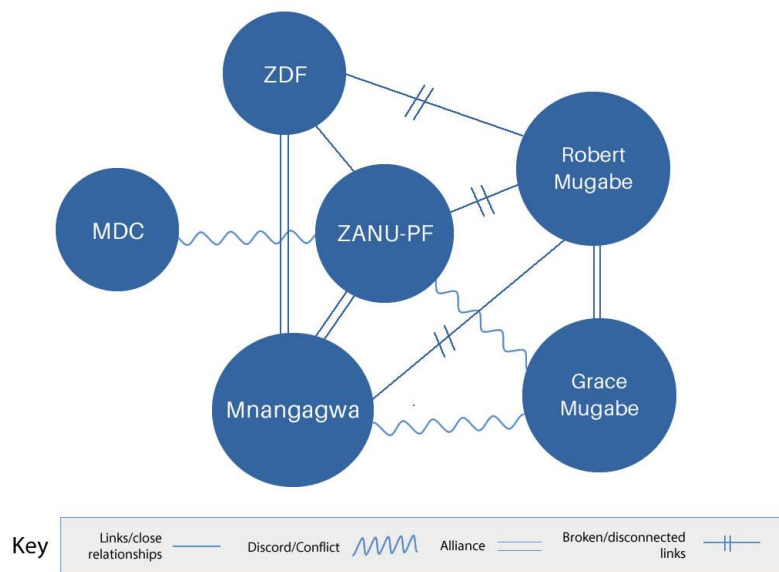 ZDF
Robert
Mugabe
MDC
ZANU-PF
Grace
Mugabe
Mnangagwa
Key
Links/close
relationships
Discord/Conflict
Alliance
Broken/disconnected
links